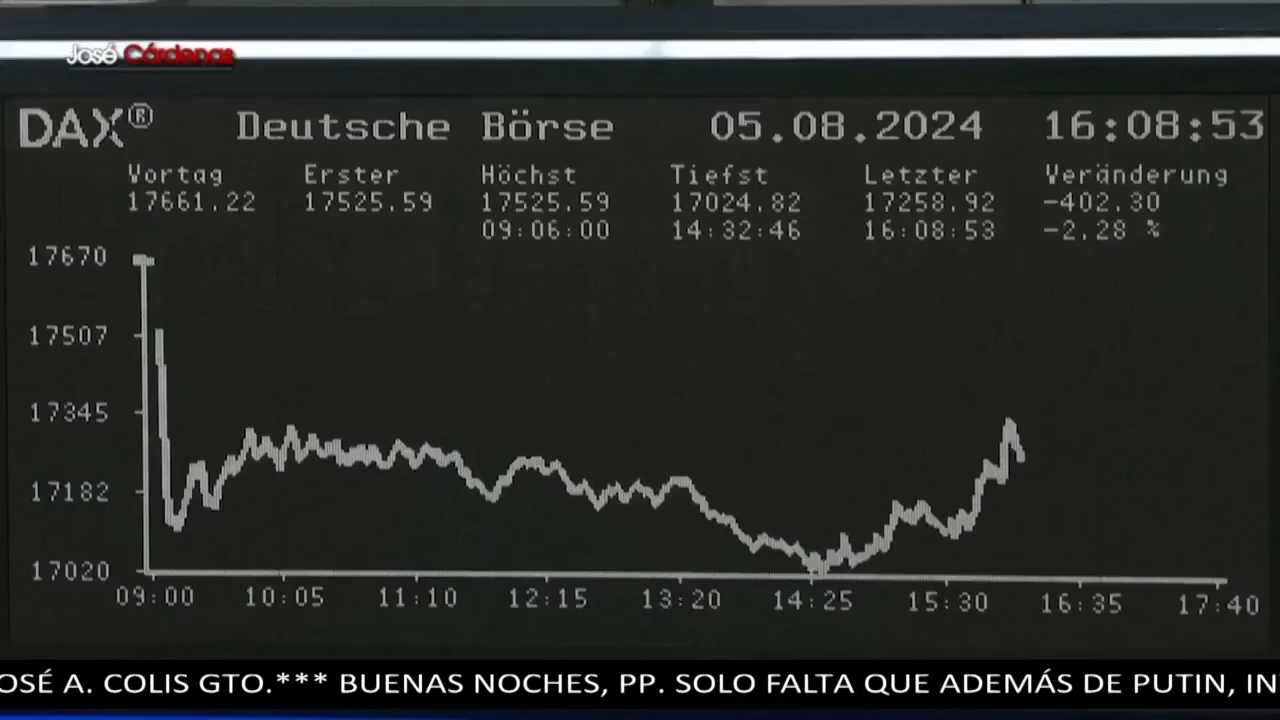 José Cárdenas
DAX® Deutsche Börse 05.08.2024 16:08:53
Vortag Erster Höchst Tiefst Letzter Veränderung
17661.22 17525.59 17525.59 17024.82 17258.92 -402.30
09:06:00 14:32:46 16:08:53 -2.28 %
17670
17507
17345
17182
17020
09:00 10:05 11:10 12:15 13:20 14:25 15:30 16:35 17:40
OSÉ A. COLIS GTO.*** BUENAS NOCHES, PP. SOLO FALTA QUE ADEMÁS DE PUTIN, IN